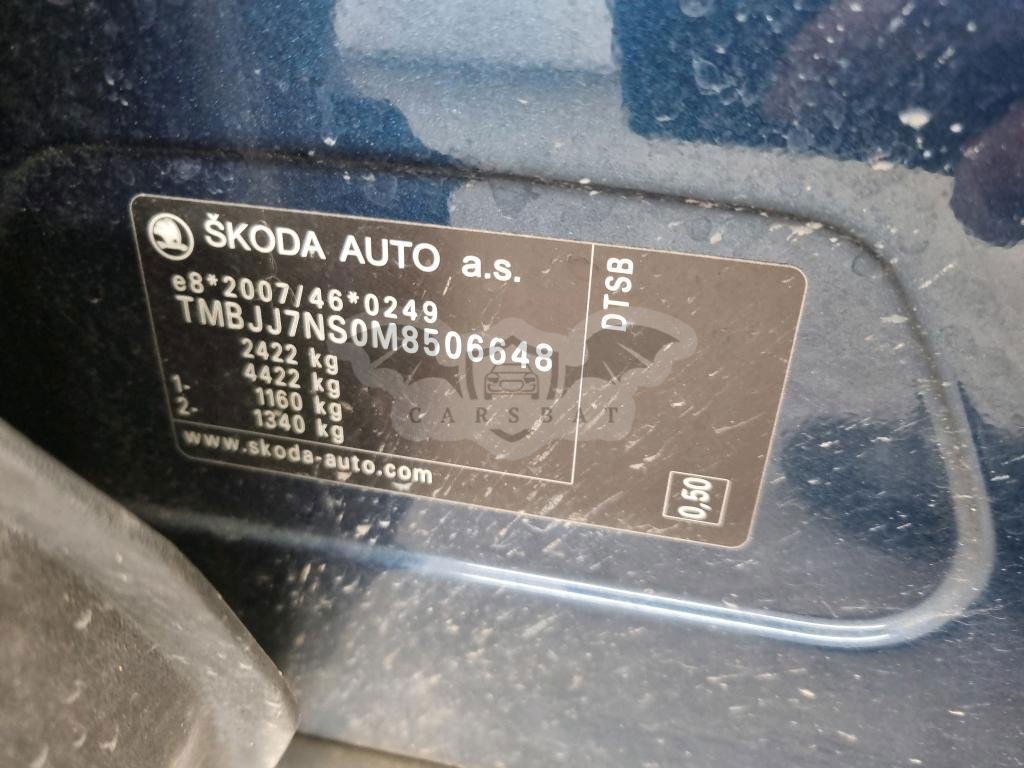 ŠKODA AUTO a.s.
e8*2007/46*0249
TMBJJ7NS0M8506648
2422 kg
4422 kg
1- 1160 kg
2- 1340 kg
www.skoda-auto.com
DTSB
0,50
CARSBAT